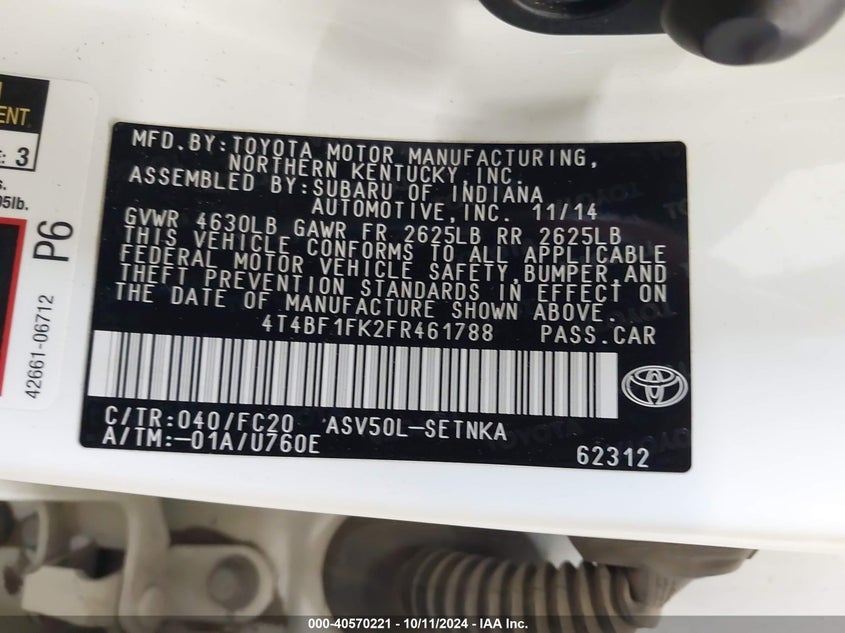 MFD.BY:TOYOTA MOTOR MANUFACTURING,
NORTHERN KENTUCKY,INC.
ASSEMBLED BY:SUBARU OF INDIANA
AUTOMOTIVE,INC. 11/14
GVWR 4630LB GAWR FR 2625LB RR 2625LB
THIS VEHICLE CONFORMS TO ALL APPLICABLE
FEDERAL MOTOR VEHICLE SAFETY,BUMPER,AND
THEFT PREVENTION STANDARDS IN EFFECT ON
THE DATE OF MANUFACTURE SHOWN ABOVE.
4T4BF1FK2FR461788 PASS.CAR
C/TR:040/FC20 ASV50L-SETNKA
A/TM:-01A/U760E
62312
P6
42661-06712
3
000-40570221 - 10/11/2024 - IAA Inc.